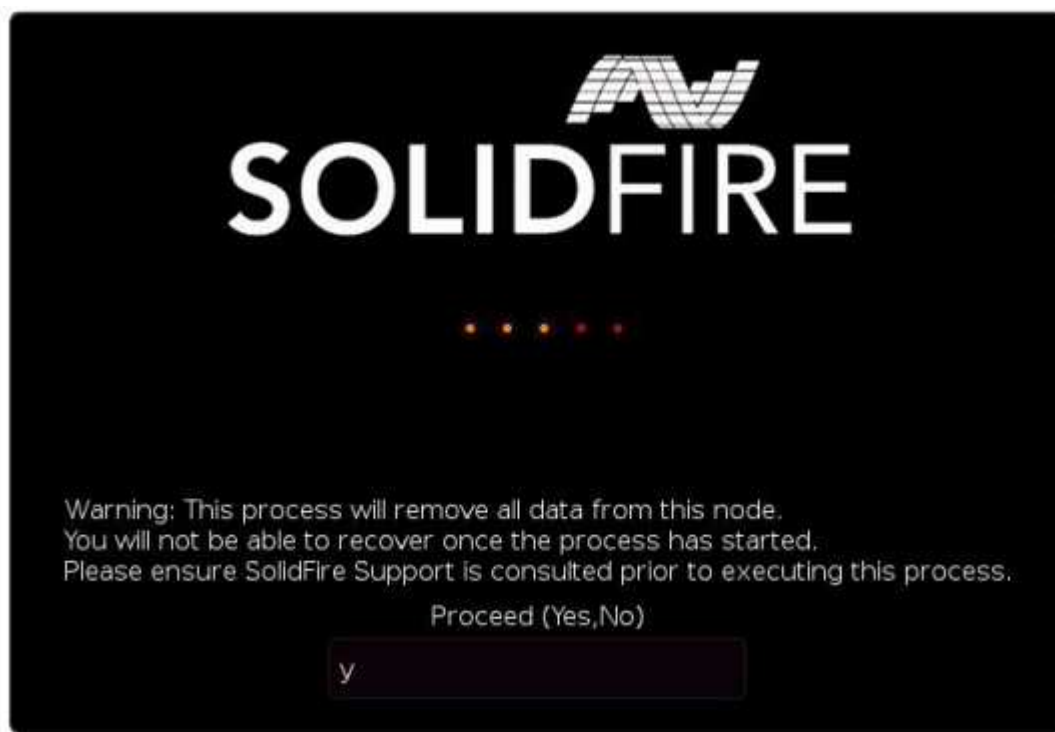 SOLIDFIRE
Warning: This process will remove all data from this node.
You will not be able to recover once the process has started.
Please ensure SolidFire Support is consulted prior to executing this process.
Proceed (Yes,No)
y